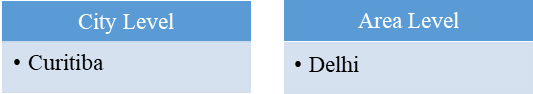 City Level
• Curitiba
Area Level
• Delhi